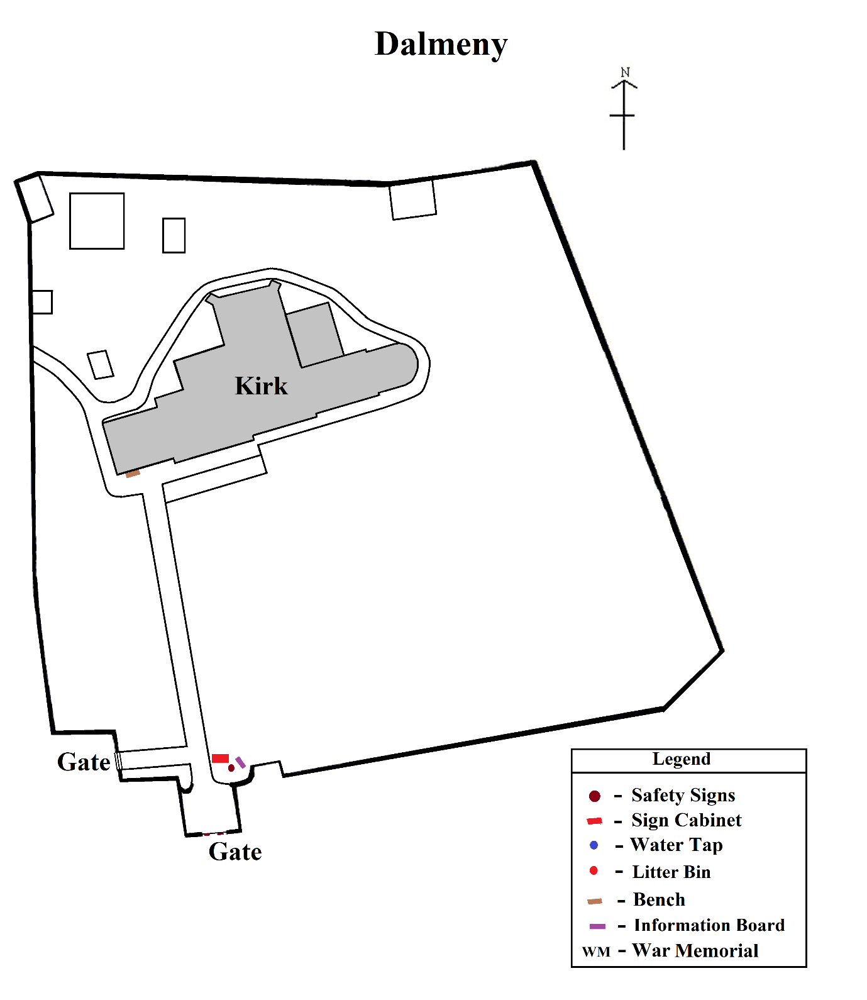 Dalmeny
N
Kirk
Gate
Gate
Legend
- Safety Signs
- Sign Cabinet
- Water Tap
- Litter Bin
- Bench
- Information Board
WM - War Memorial